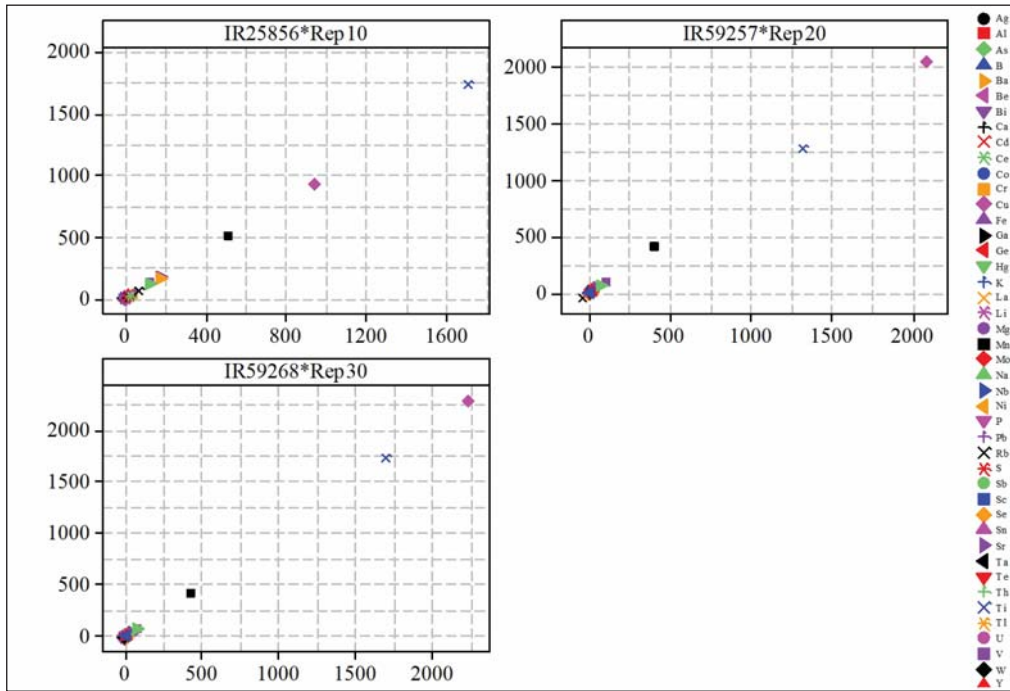 IR25856*Rep10
2000
1500
1000
500
0
0 400 800 1200 1600
IR59257*Rep20
2000
1500
1000
500
0
0 500 1000 1500 2000
IR59268*Rep30
2000
1500
1000
500
0
0 500 1000 1500 2000
Ag
Al
As
B
Ba
Be
Bi
Ca
Cd
Ce
Co
Cr
Cu
Fe
Ga
Ge
Hg
K
La
Li
Mg
Mn
Mo
Na
Nb
Ni
P
Pb
Rb
S
Sb
Sc
Se
Sn
Sr
Ta
Te
Th
Ti
Tl
U
V
W
Y